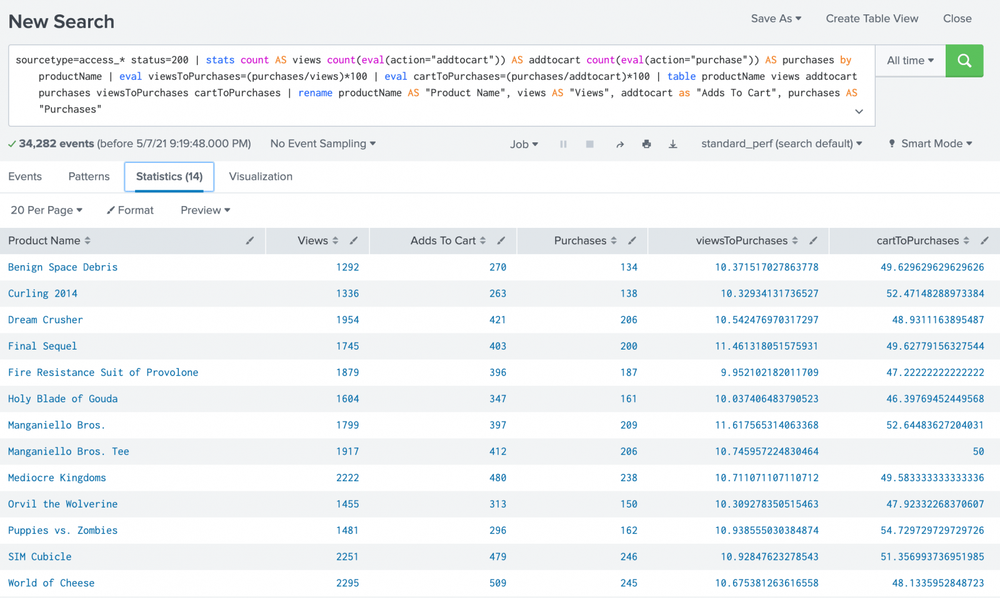 New Search
Save As Create Table View Close
sourcetype=access_* status=200 | stats count AS views count(eval(action="addtocart")) AS addtocart count(eval(action="purchase")) AS purchases by
productName | eval viewsToPurchases=(purchases/views)*100 | eval cartToPurchases=(purchases/addtocart)*100 | table productName views addtocart
purchases viewsToPurchases cartToPurchases | rename productName AS "Product Name", views AS "Views", addtocart as "Adds To Cart", purchases AS
"Purchases"
All time
34,282 events (before 5/7/21 9:19:48.000 PM) No Event Sampling Job standard_perf (search default) Smart Mode
Events Patterns Statistics (14) Visualization
20 Per Page Format Preview
Product Name Views Adds To Cart Purchases viewsToPurchases cartToPurchases
Benign Space Debris 1292 270 134 10.371517027863778 49.629629629629626
Curling 2014 1336 263 138 10.32934131736527 52.47148288973384
Dream Crusher 1954 421 206 10.542476970317297 48.9311163895487
Final Sequel 1745 403 200 11.461318051575931 49.62779156327544
Fire Resistance Suit of Provolone 1879 396 187 9.952102182011709 47.22222222222222
Holy Blade of Gouda 1604 347 161 10.037406483790523 46.39769452449568
Manganiello Bros. 1799 397 209 11.617565314063368 52.64483627204031
Manganiello Bros. Tee 1917 412 206 10.745957224830464 50
Mediocre Kingdoms 2222 480 238 10.711071107110712 49.583333333333336
Orvil the Wolverine 1455 313 150 10.309278350515463 47.92332268370607
Puppies vs. Zombies 1481 296 162 10.938555030384874 54.729729729729726
SIM Cubicle 2251 479 246 10.92847623278543 51.356993736951985
World of Cheese 2295 509 245 10.675381263616558 48.1335952848723